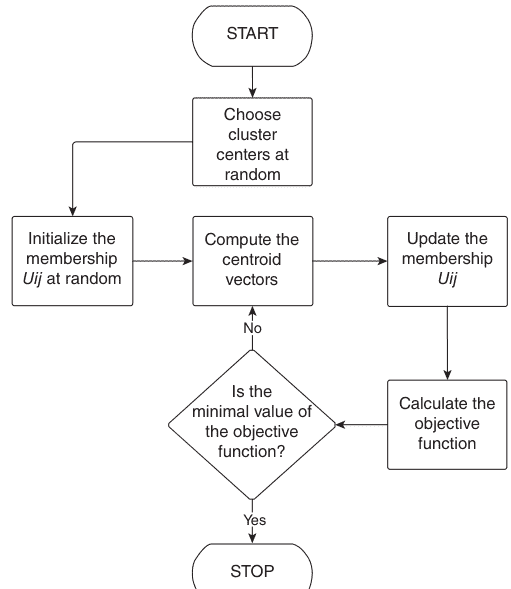 START
Choose
cluster
centers at
random
Initialize the
membership
Uij at random
Compute the
centroid
vectors
Update the
membership
Uij
No
Is the
minimal value of
the objective
function?
Calculate the
objective
function
Yes
STOP